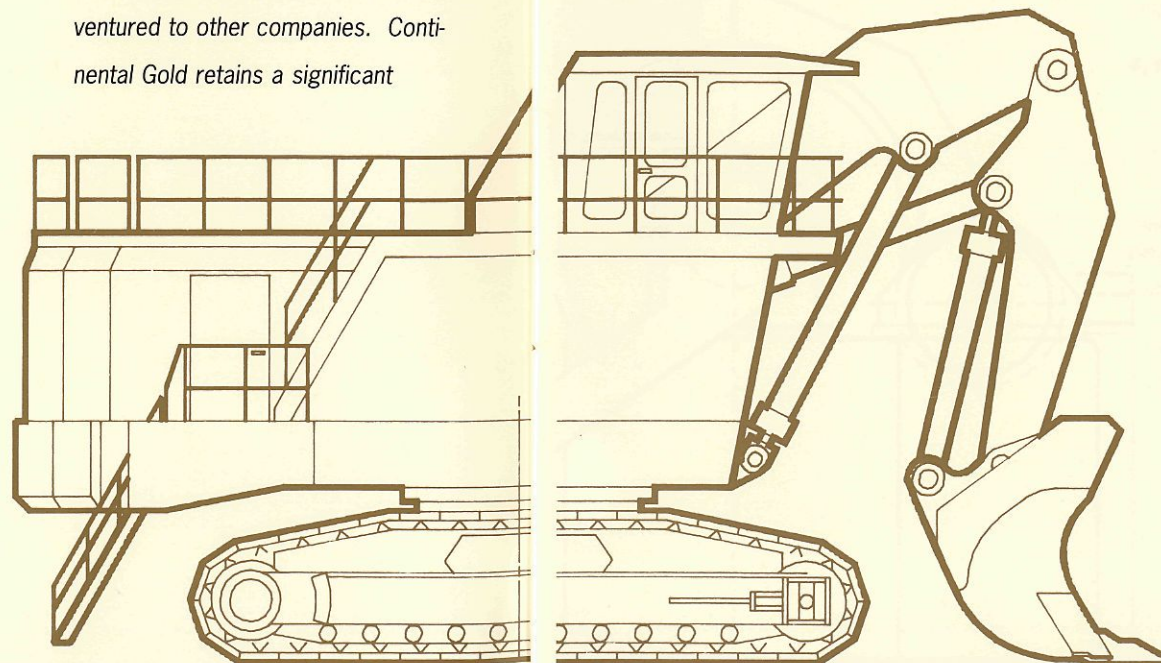 ventured to other companies. Conti-
nental Gold retains a significant